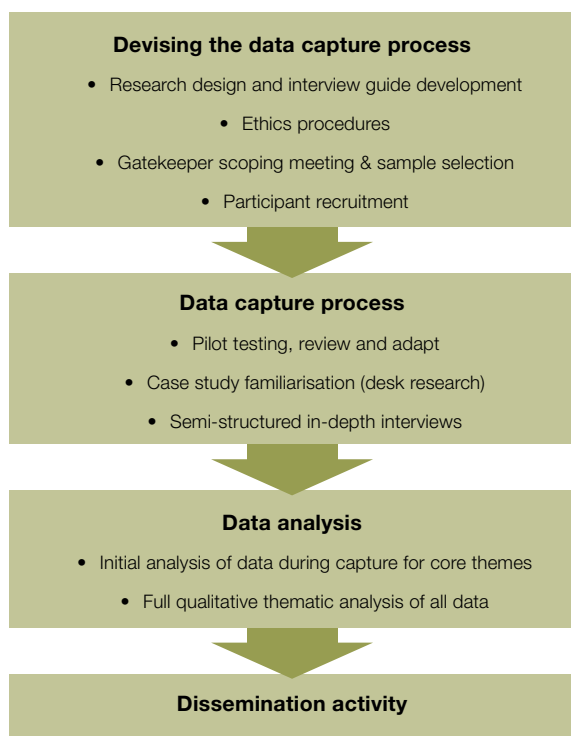 Devising the data capture process
• Research design and interview guide development
• Ethics procedures
• Gatekeeper scoping meeting & sample selection
• Participant recruitment
Data capture process
• Pilot testing, review and adapt
• Case study familiarisation (desk research)
• Semi-structured in-depth interviews
Data analysis
• Initial analysis of data during capture for core themes
• Full qualitative thematic analysis of all data
Dissemination activity